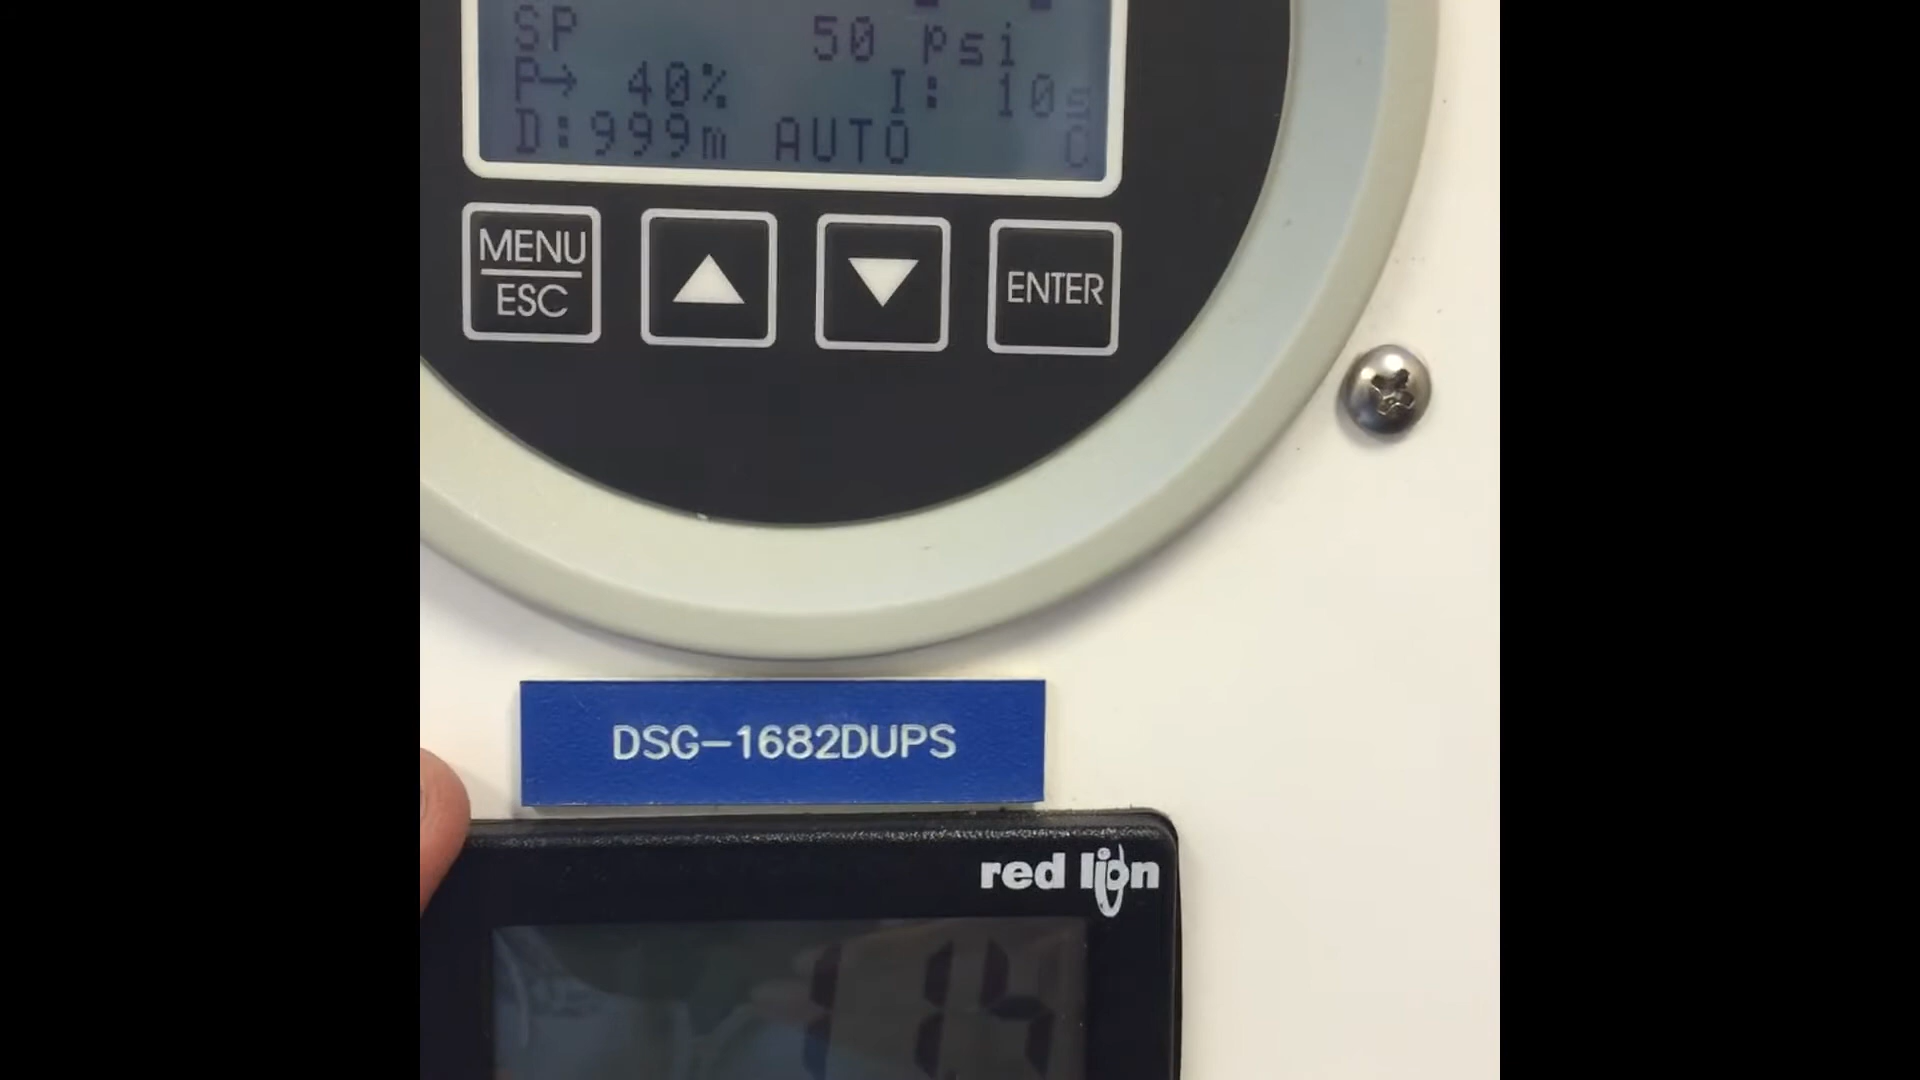 SP 50 psi
P→ 40% I: 10s
D:999m AUTO C
MENU
ESC
ENTER
DSG-1682DUPS
red lion